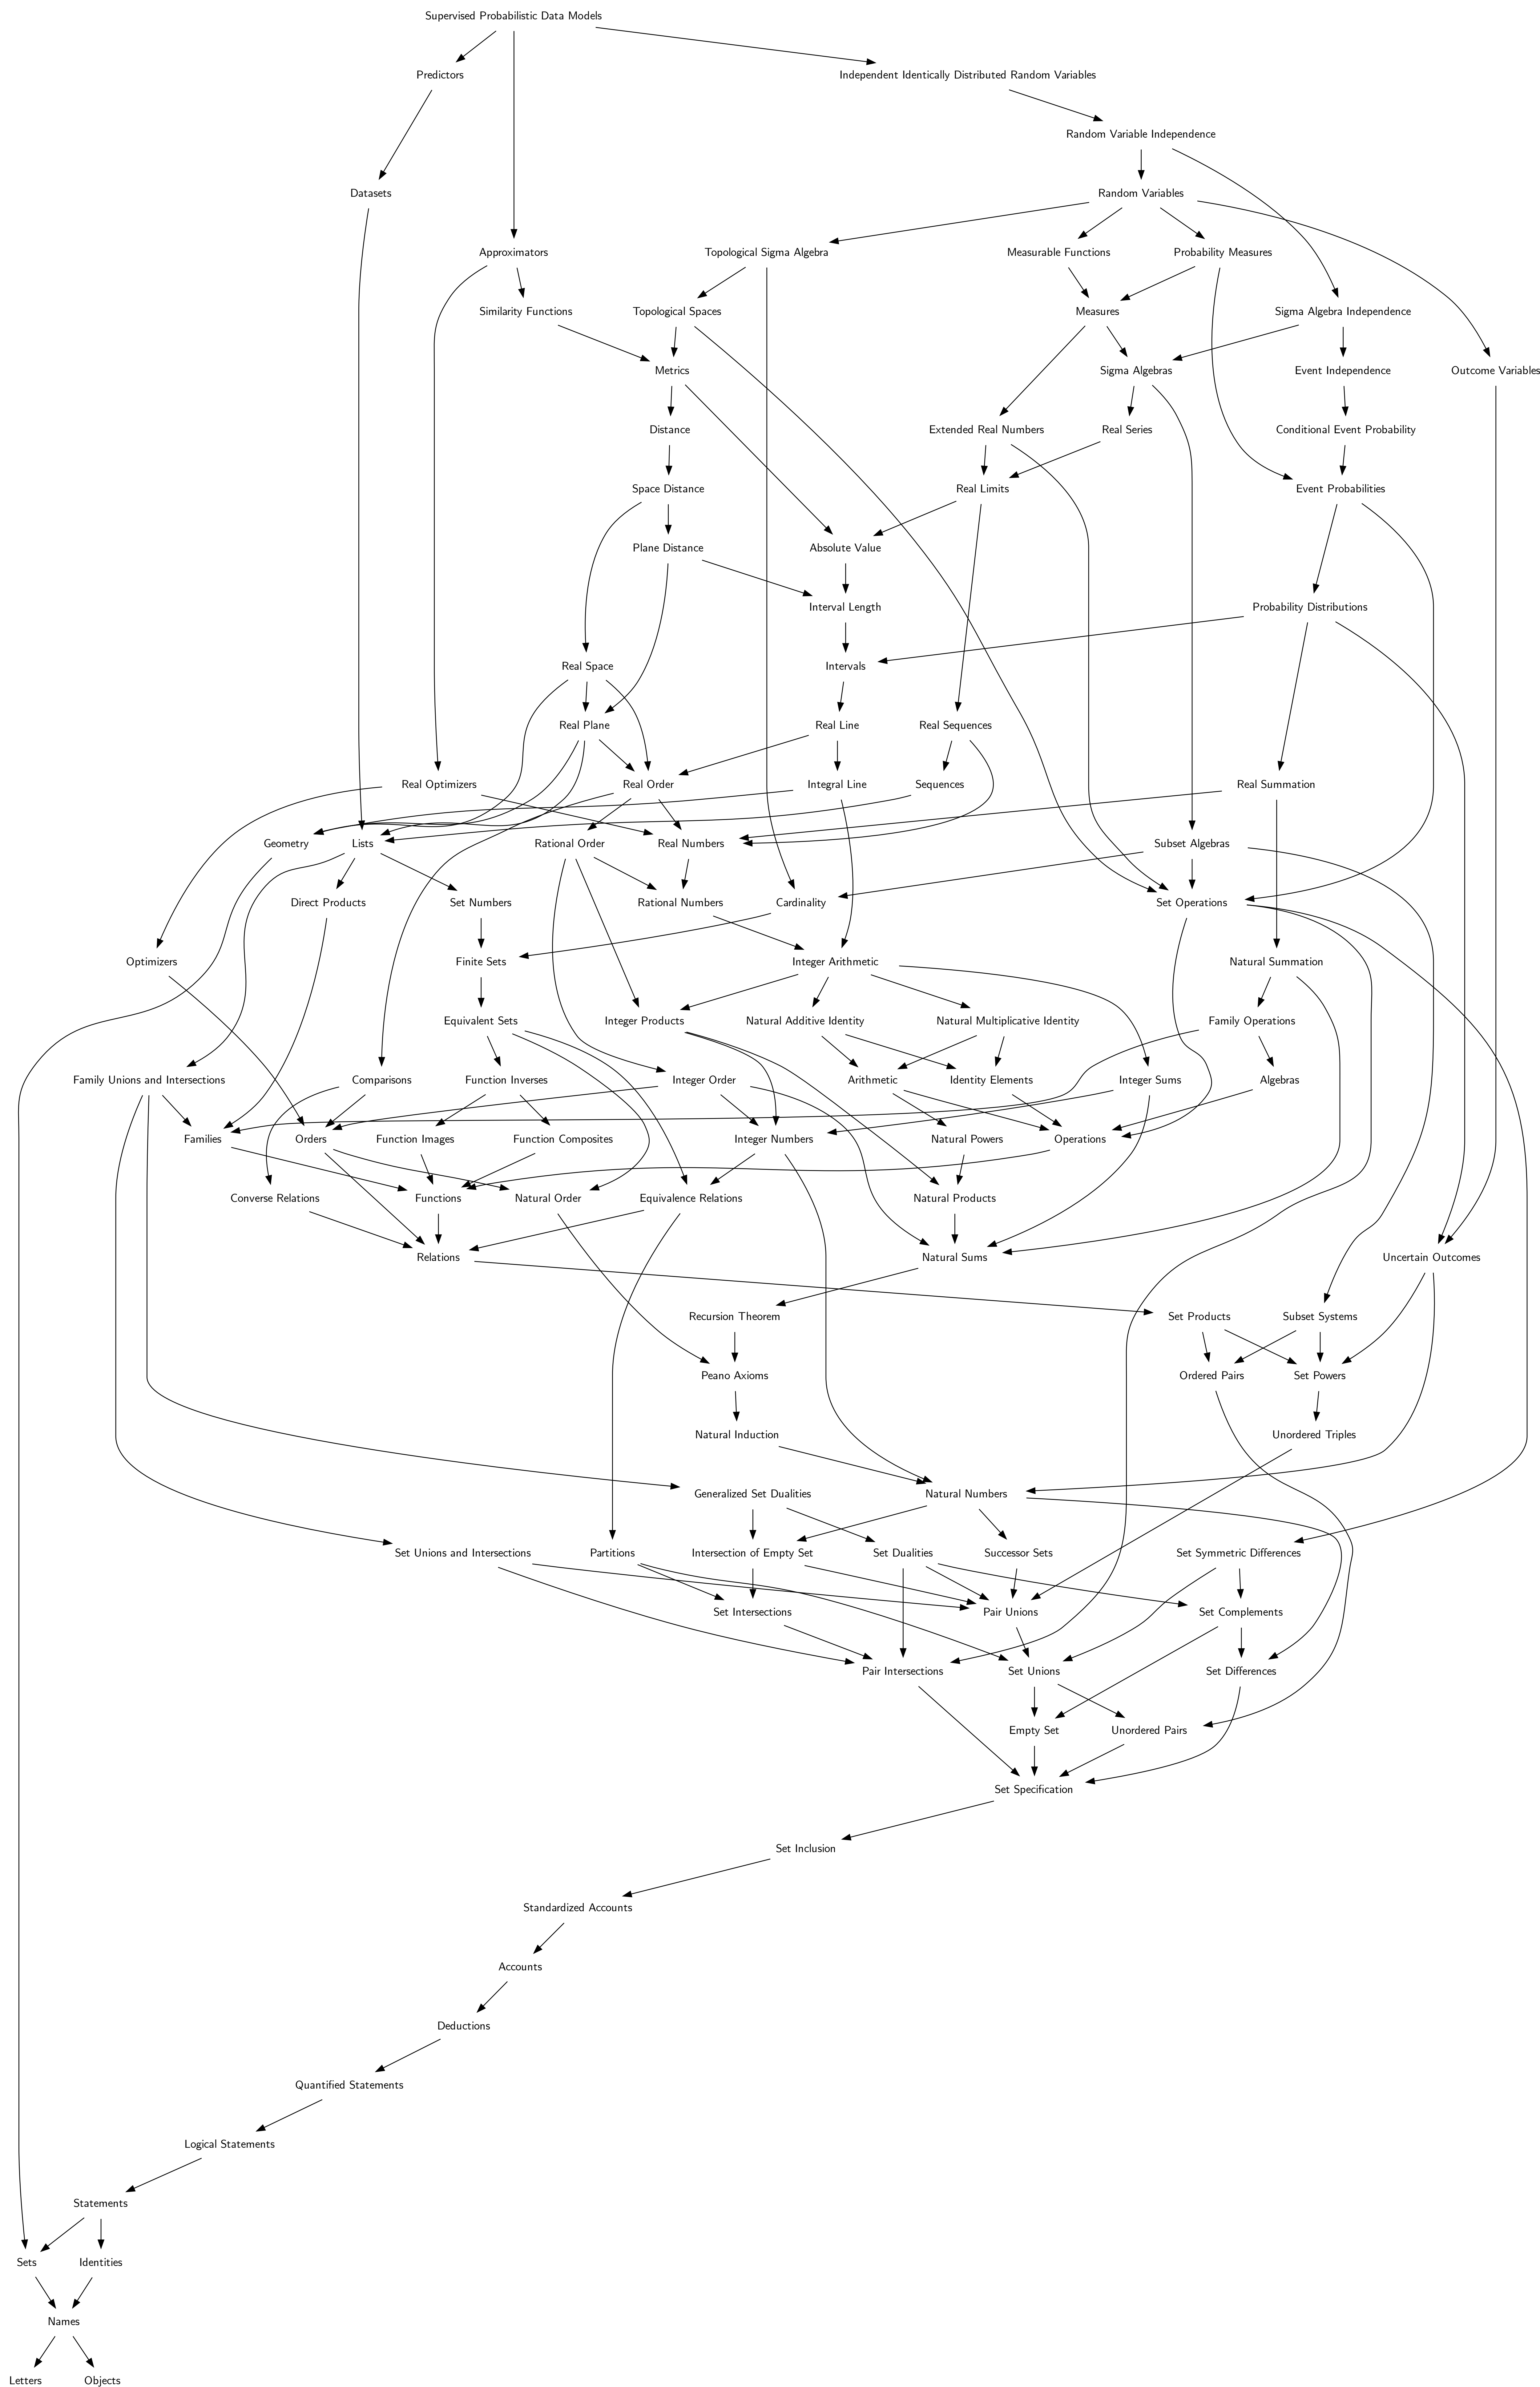 Supervised Probabilistic Data Models
Predictors
Independent Identically Distributed Random Variables
Random Variable Independence
Datasets
Random Variables
Approximators
Topological Sigma Algebra
Measurable Functions
Probability Measures
Similarity Functions
Topological Spaces
Measures
Sigma Algebra Independence
Metrics
Sigma Algebras
Event Independence
Outcome Variables
Distance
Extended Real Numbers
Real Series
Conditional Event Probability
Space Distance
Real Limits
Event Probabilities
Plane Distance
Absolute Value
Interval Length
Probability Distributions
Real Space
Intervals
Real Plane
Real Line
Real Sequences
Real Optimizers
Real Order
Integral Line
Sequences
Real Summation
Geometry
Lists
Rational Order
Real Numbers
Subset Algebras
Direct Products
Set Numbers
Rational Numbers
Cardinality
Set Operations
Optimizers
Finite Sets
Integer Arithmetic
Natural Summation
Equivalent Sets
Integer Products
Natural Additive Identity
Natural Multiplicative Identity
Family Operations
Family Unions and Intersections
Comparisons
Function Inverses
Integer Order
Arithmetic
Identity Elements
Integer Sums
Algebras
Families
Orders
Function Images
Function Composites
Integer Numbers
Natural Powers
Operations
Converse Relations
Functions
Natural Order
Equivalence Relations
Natural Products
Relations
Natural Sums
Uncertain Outcomes
Recursion Theorem
Set Products
Subset Systems
Peano Axioms
Ordered Pairs
Set Powers
Natural Induction
Unordered Triples
Generalized Set Dualities
Natural Numbers
Set Unions and Intersections
Partitions
Intersection of Empty Set
Set Dualities
Successor Sets
Set Symmetric Differences
Set Intersections
Pair Unions
Set Complements
Pair Intersections
Set Unions
Set Differences
Empty Set
Unordered Pairs
Set Specification
Set Inclusion
Standardized Accounts
Accounts
Deductions
Quantified Statements
Logical Statements
Statements
Sets
Identities
Names
Letters
Objects